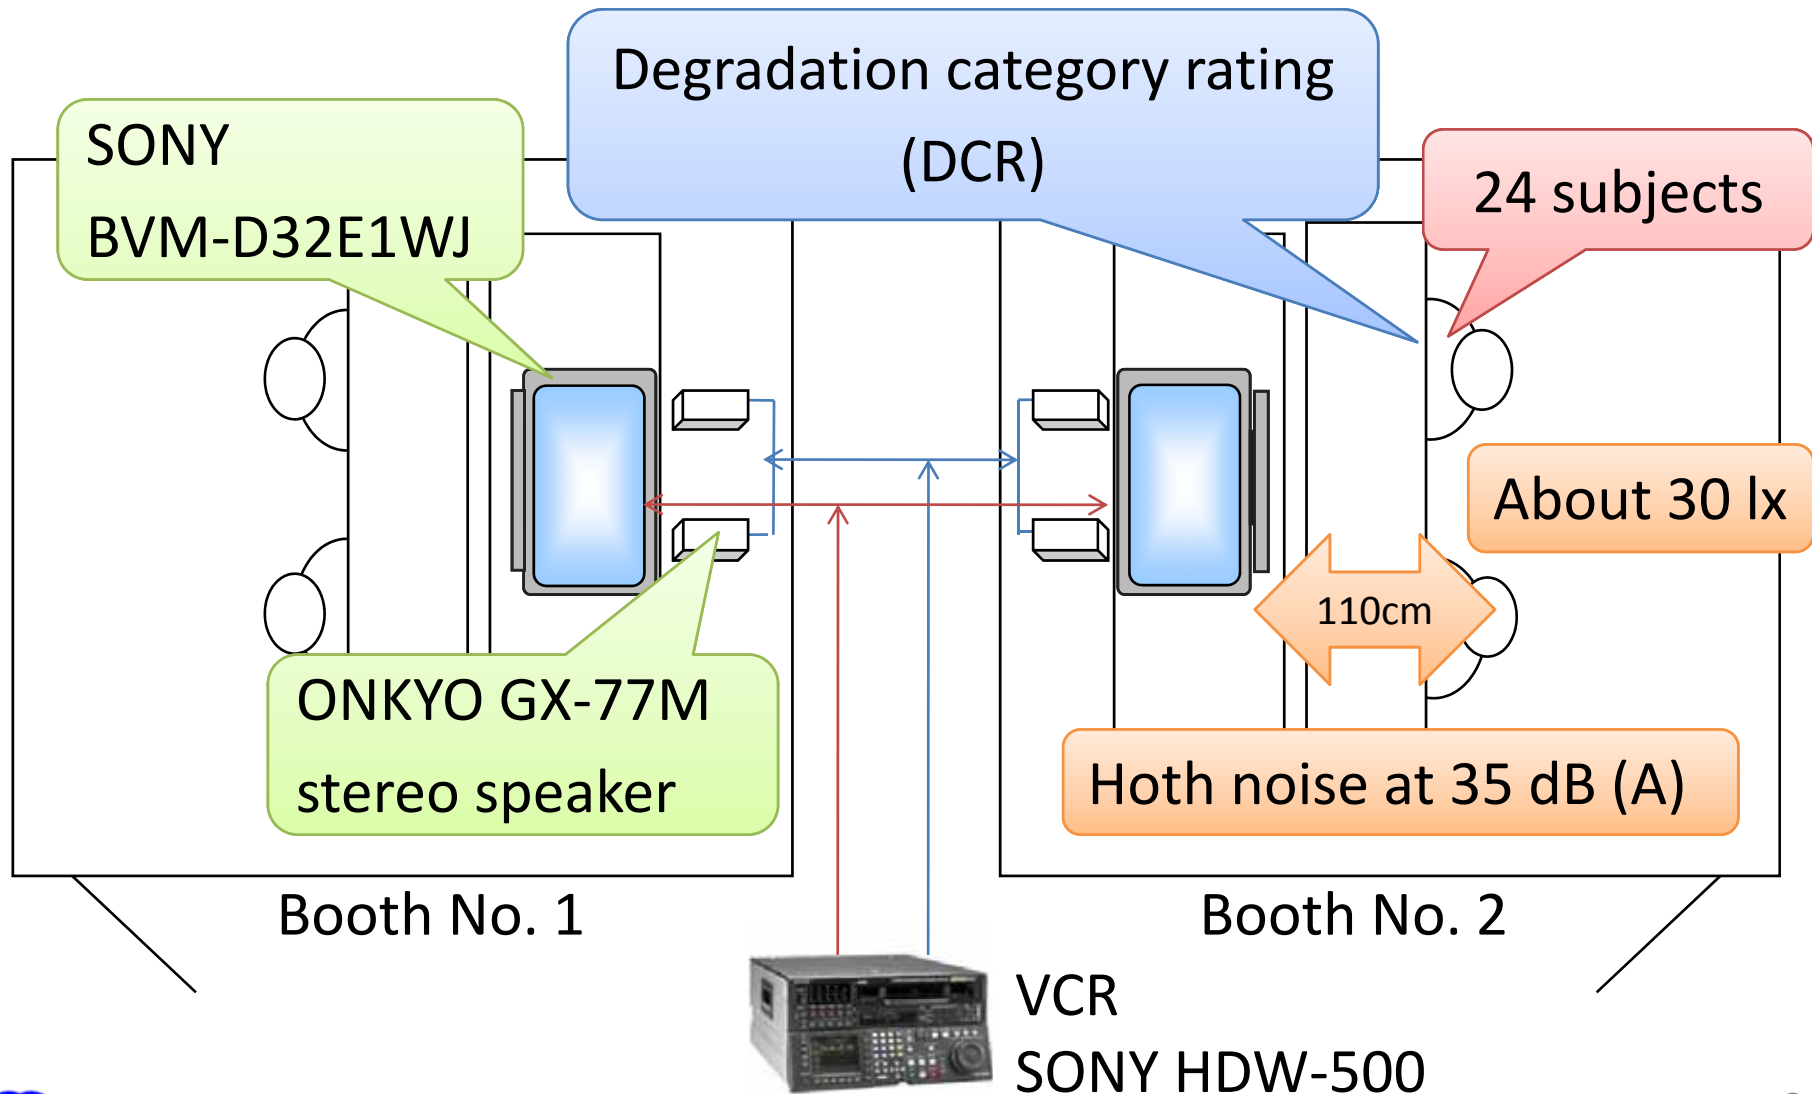 Degradation category rating
(DCR)
SONY
BVM-D32E1WJ
24 subjects
About 30 lx
110cm
ONKYO GX-77M
stereo speaker
Hoth noise at 35 dB (A)
Booth No. 1
Booth No. 2
VCR
SONY HDW-500